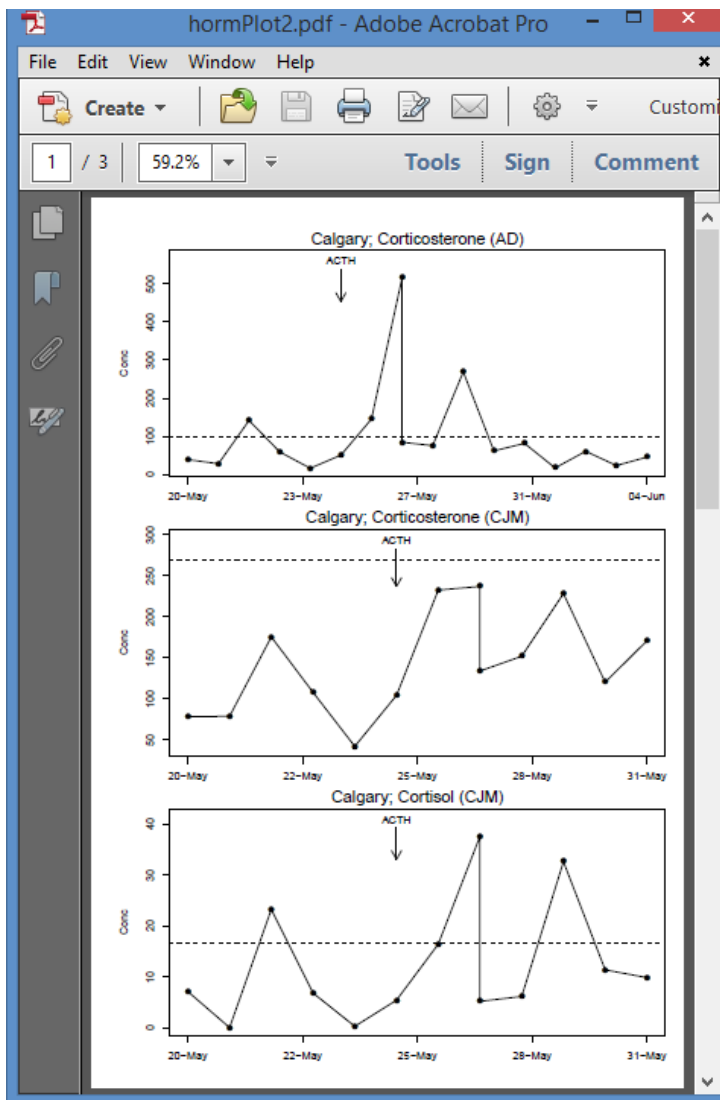 hormPlot2.pdf - Adobe Acrobat Pro
File Edit View Window Help
Create Customi
1 / 3 59.2% Tools Sign Comment
Calgary; Corticosterone (AD)
ACTH
500
400
300
200
100
0
Conc
20-May 23-May 27-May 31-May 04-Jun
Calgary; Corticosterone (CJM)
ACTH
300
250
200
150
100
50
Conc
20-May 22-May 25-May 28-May 31-May
Calgary; Cortisol (CJM)
ACTH
40
30
20
10
0
Conc
20-May 22-May 25-May 28-May 31-May